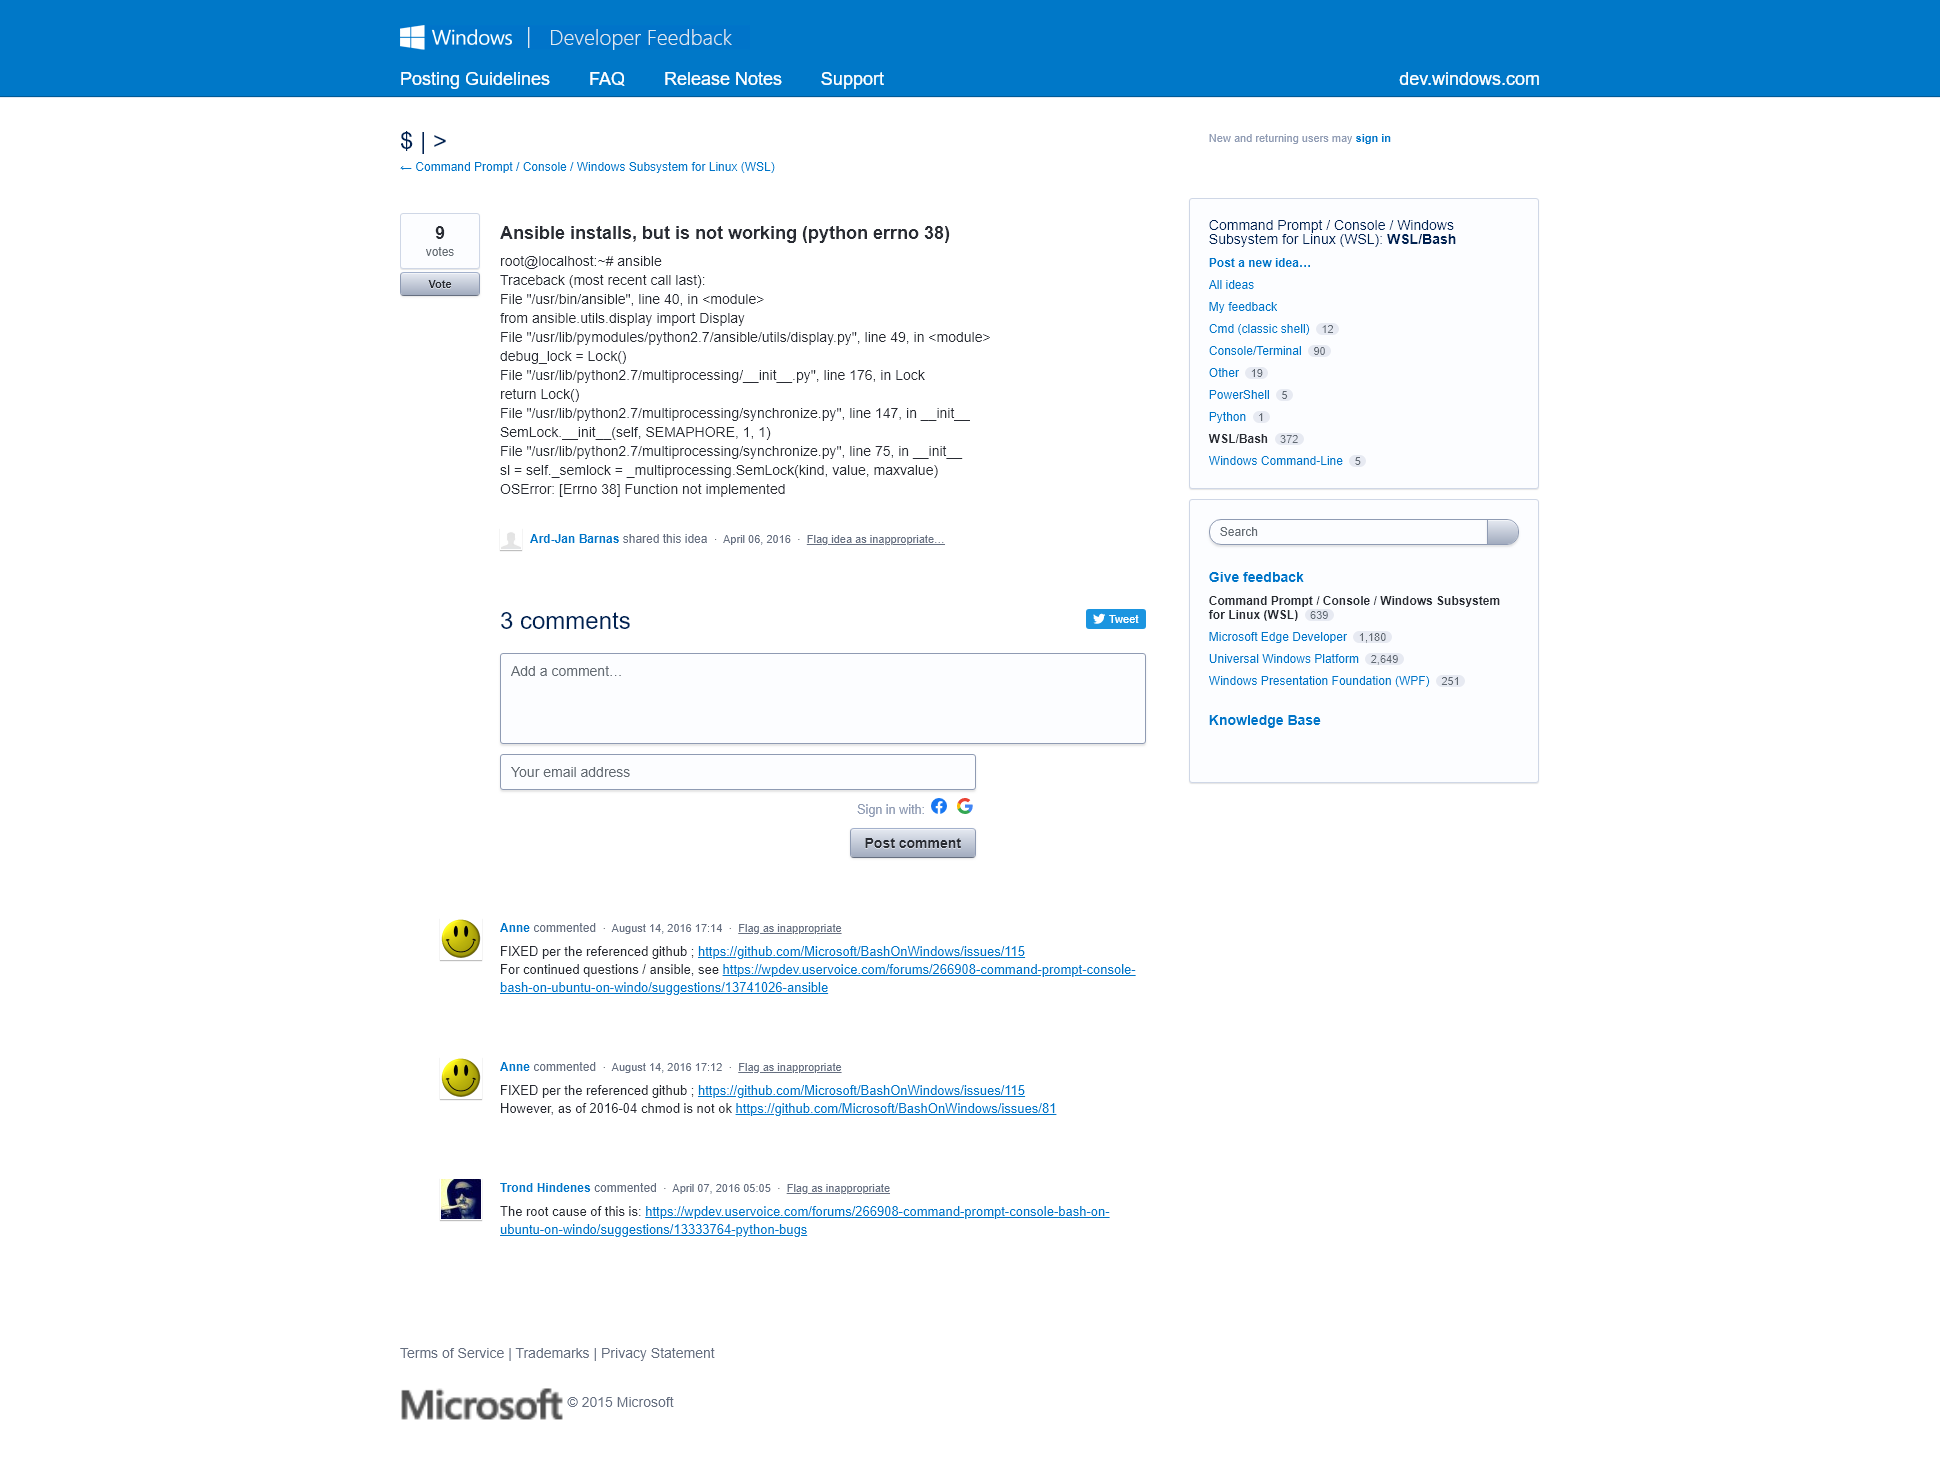 Windows | Developer Feedback
Posting Guidelines FAQ Release Notes Support dev.windows.com
$ | >
← Command Prompt / Console / Windows Subsystem for Linux (WSL)
New and returning users may sign in
9
votes
Vote
Ansible installs, but is not working (python errno 38)
root@localhost:~# ansible
Traceback (most recent call last):
File "/usr/bin/ansible", line 40, in <module>
from ansible.utils.display import Display
File "/usr/lib/pymodules/python2.7/ansible/utils/display.py", line 49, in <module>
debug_lock = Lock()
File "/usr/lib/python2.7/multiprocessing/__init__.py", line 176, in Lock
return Lock()
File "/usr/lib/python2.7/multiprocessing/synchronize.py", line 147, in __init__
SemLock.__init__(self, SEMAPHORE, 1, 1)
File "/usr/lib/python2.7/multiprocessing/synchronize.py", line 75, in __init__
sl = self._semlock = _multiprocessing.SemLock(kind, value, maxvalue)
OSError: [Errno 38] Function not implemented
Ard-Jan Barnas shared this idea · April 06, 2016 · Flag idea as inappropriate…
3 comments
Tweet
Add a comment…
Your email address
Sign in with:
Post comment
Anne commented · August 14, 2016 17:14 · Flag as inappropriate
FIXED per the referenced github ; https://github.com/Microsoft/BashOnWindows/issues/115
For continued questions / ansible, see https://wpdev.uservoice.com/forums/266908-command-prompt-console-
bash-on-ubuntu-on-windo/suggestions/13741026-ansible
Anne commented · August 14, 2016 17:12 · Flag as inappropriate
FIXED per the referenced github ; https://github.com/Microsoft/BashOnWindows/issues/115
However, as of 2016-04 chmod is not ok https://github.com/Microsoft/BashOnWindows/issues/81
Trond Hindenes commented · April 07, 2016 05:05 · Flag as inappropriate
The root cause of this is: https://wpdev.uservoice.com/forums/266908-command-prompt-console-bash-on-
ubuntu-on-windo/suggestions/13333764-python-bugs
Command Prompt / Console / Windows
Subsystem for Linux (WSL): WSL/Bash
Post a new idea…
All ideas
My feedback
Cmd (classic shell) 12
Console/Terminal 90
Other 19
PowerShell 5
Python 1
WSL/Bash 372
Windows Command-Line 5
Search
Give feedback
Command Prompt / Console / Windows Subsystem
for Linux (WSL) 639
Microsoft Edge Developer 1,180
Universal Windows Platform 2,649
Windows Presentation Foundation (WPF) 251
Knowledge Base
Terms of Service | Trademarks | Privacy Statement
Microsoft © 2015 Microsoft